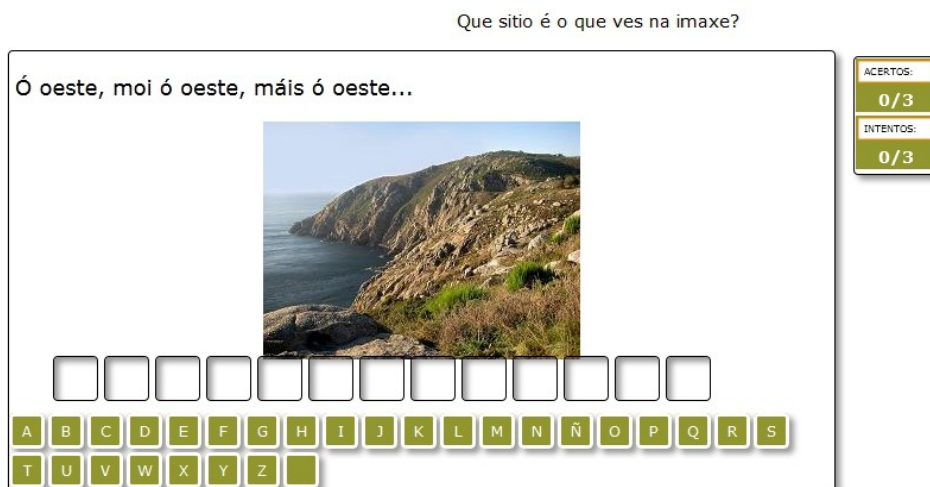 Que sitio é o que ves na imaxe?
Ó oeste, moi ó oeste, máis ó oeste...
ACERTOS:
0/3
INTENTOS:
0/3
A B C D E F G H I J K L M N Ñ O P Q R S
T U V W X Y Z